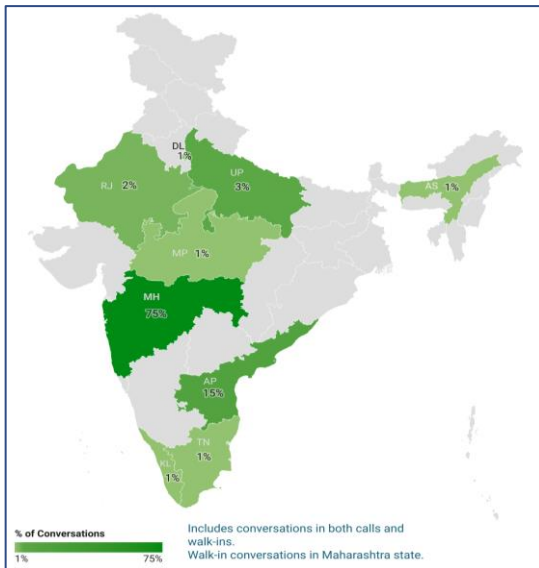 DL
1%
UP
3%
RJ 2%
AS 1%
MP 1%
MH
75%
AP
15%
TN
1%
KL
1%
% of Conversations
1% 75%
Includes conversations in both calls and
walk-ins.
Walk-in conversations in Maharashtra state.